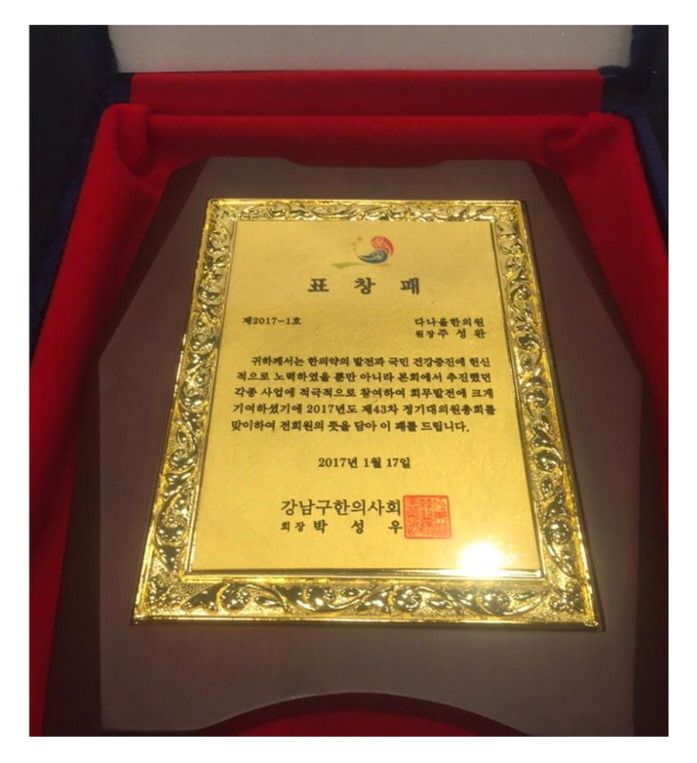 표창패
제2017-1호
다나을한의원
원장 주성완
귀하께서는 한의약의 발전과 국민 건강증진에 헌신
적으로 노력하였을 뿐만 아니라 본회에서 추진했던
각종 사업에 적극적으로 참여하여 회무발전에 크게
기여하셨기에 2017년도 제43차 정기대의원총회를
맞이하여 전회원의 뜻을 담아 이 패를 드립니다.
2017년 1월 17일
강남구한의사회
회장 박성우